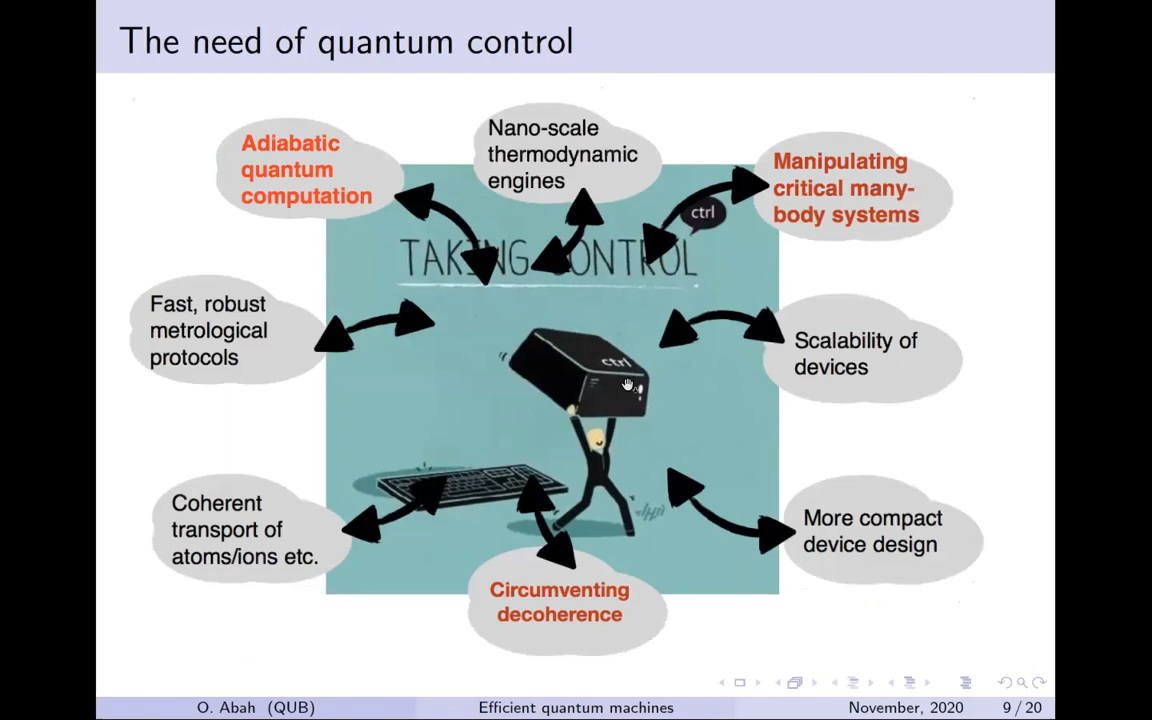 The need of quantum control
Adiabatic
quantum
computation
Nano-scale
thermodynamic
engines
Manipulating
critical many-
body systems
ctrl
TAKING CONTROL
Fast, robust
metrological
protocols
Scalability of
devices
ctrl
Coherent
transport of
atoms/ions etc.
More compact
device design
Circumventing
decoherence
O. Abah (QUB)
Efficient quantum machines
November, 2020
9 / 20